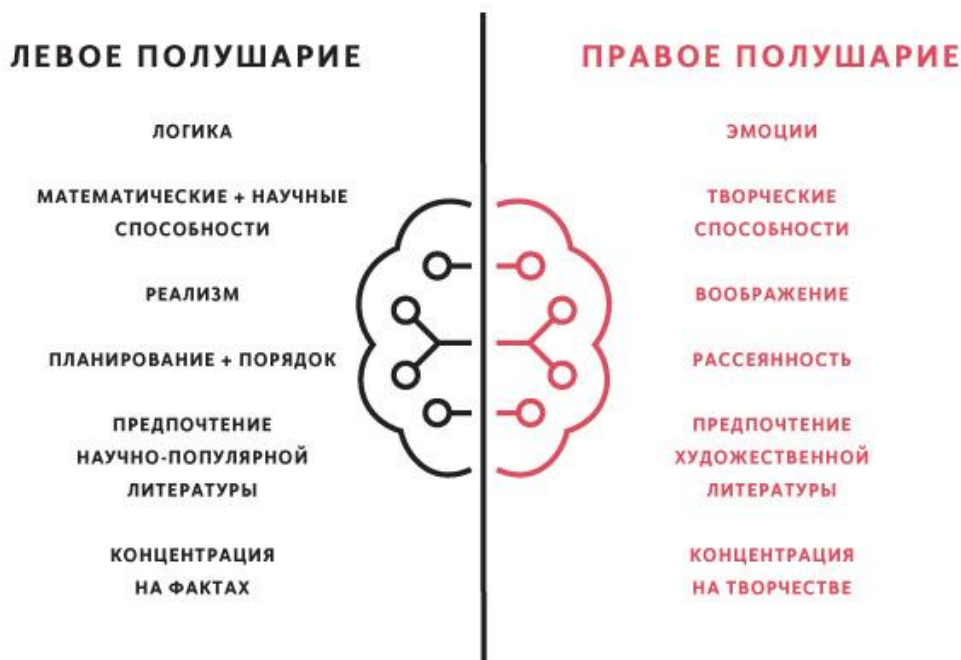 ЛЕВОЕ ПОЛУШАРИЕ
ЛОГИКА
МАТЕМАТИЧЕСКИЕ + НАУЧНЫЕ
СПОСОБНОСТИ
РЕАЛИЗМ
ПЛАНИРОВАНИЕ + ПОРЯДОК
ПРЕДПОЧТЕНИЕ
НАУЧНО-ПОПУЛЯРНОЙ
ЛИТЕРАТУРЫ
КОНЦЕНТРАЦИЯ
НА ФАКТАХ
ПРАВОЕ ПОЛУШАРИЕ
ЭМОЦИИ
ТВОРЧЕСКИЕ
СПОСОБНОСТИ
ВООБРАЖЕНИЕ
РАССЕЯННОСТЬ
ПРЕДПОЧТЕНИЕ
ХУДОЖЕСТВЕННОЙ
ЛИТЕРАТУРЫ
КОНЦЕНТРАЦИЯ
НА ТВОРЧЕСТВЕ